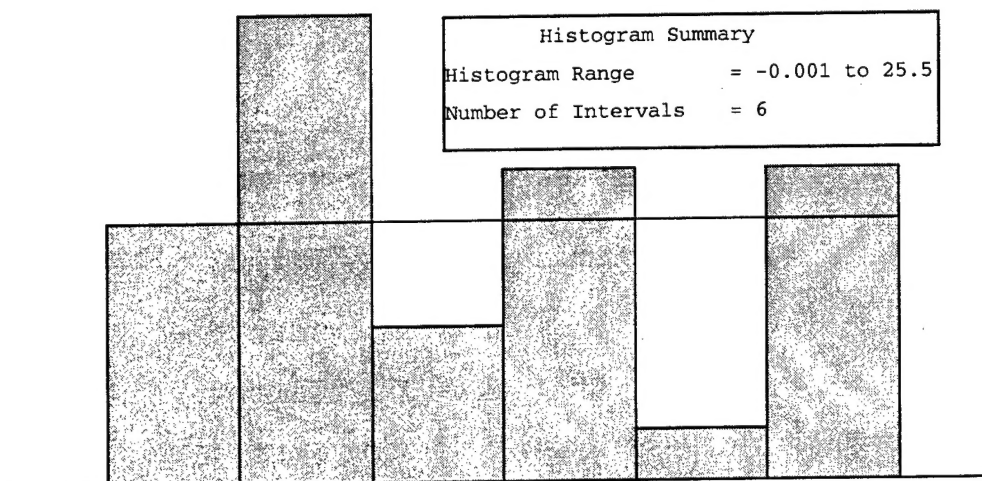 Histogram Summary
Histogram Range = -0.001 to 25.5
Number of Intervals = 6